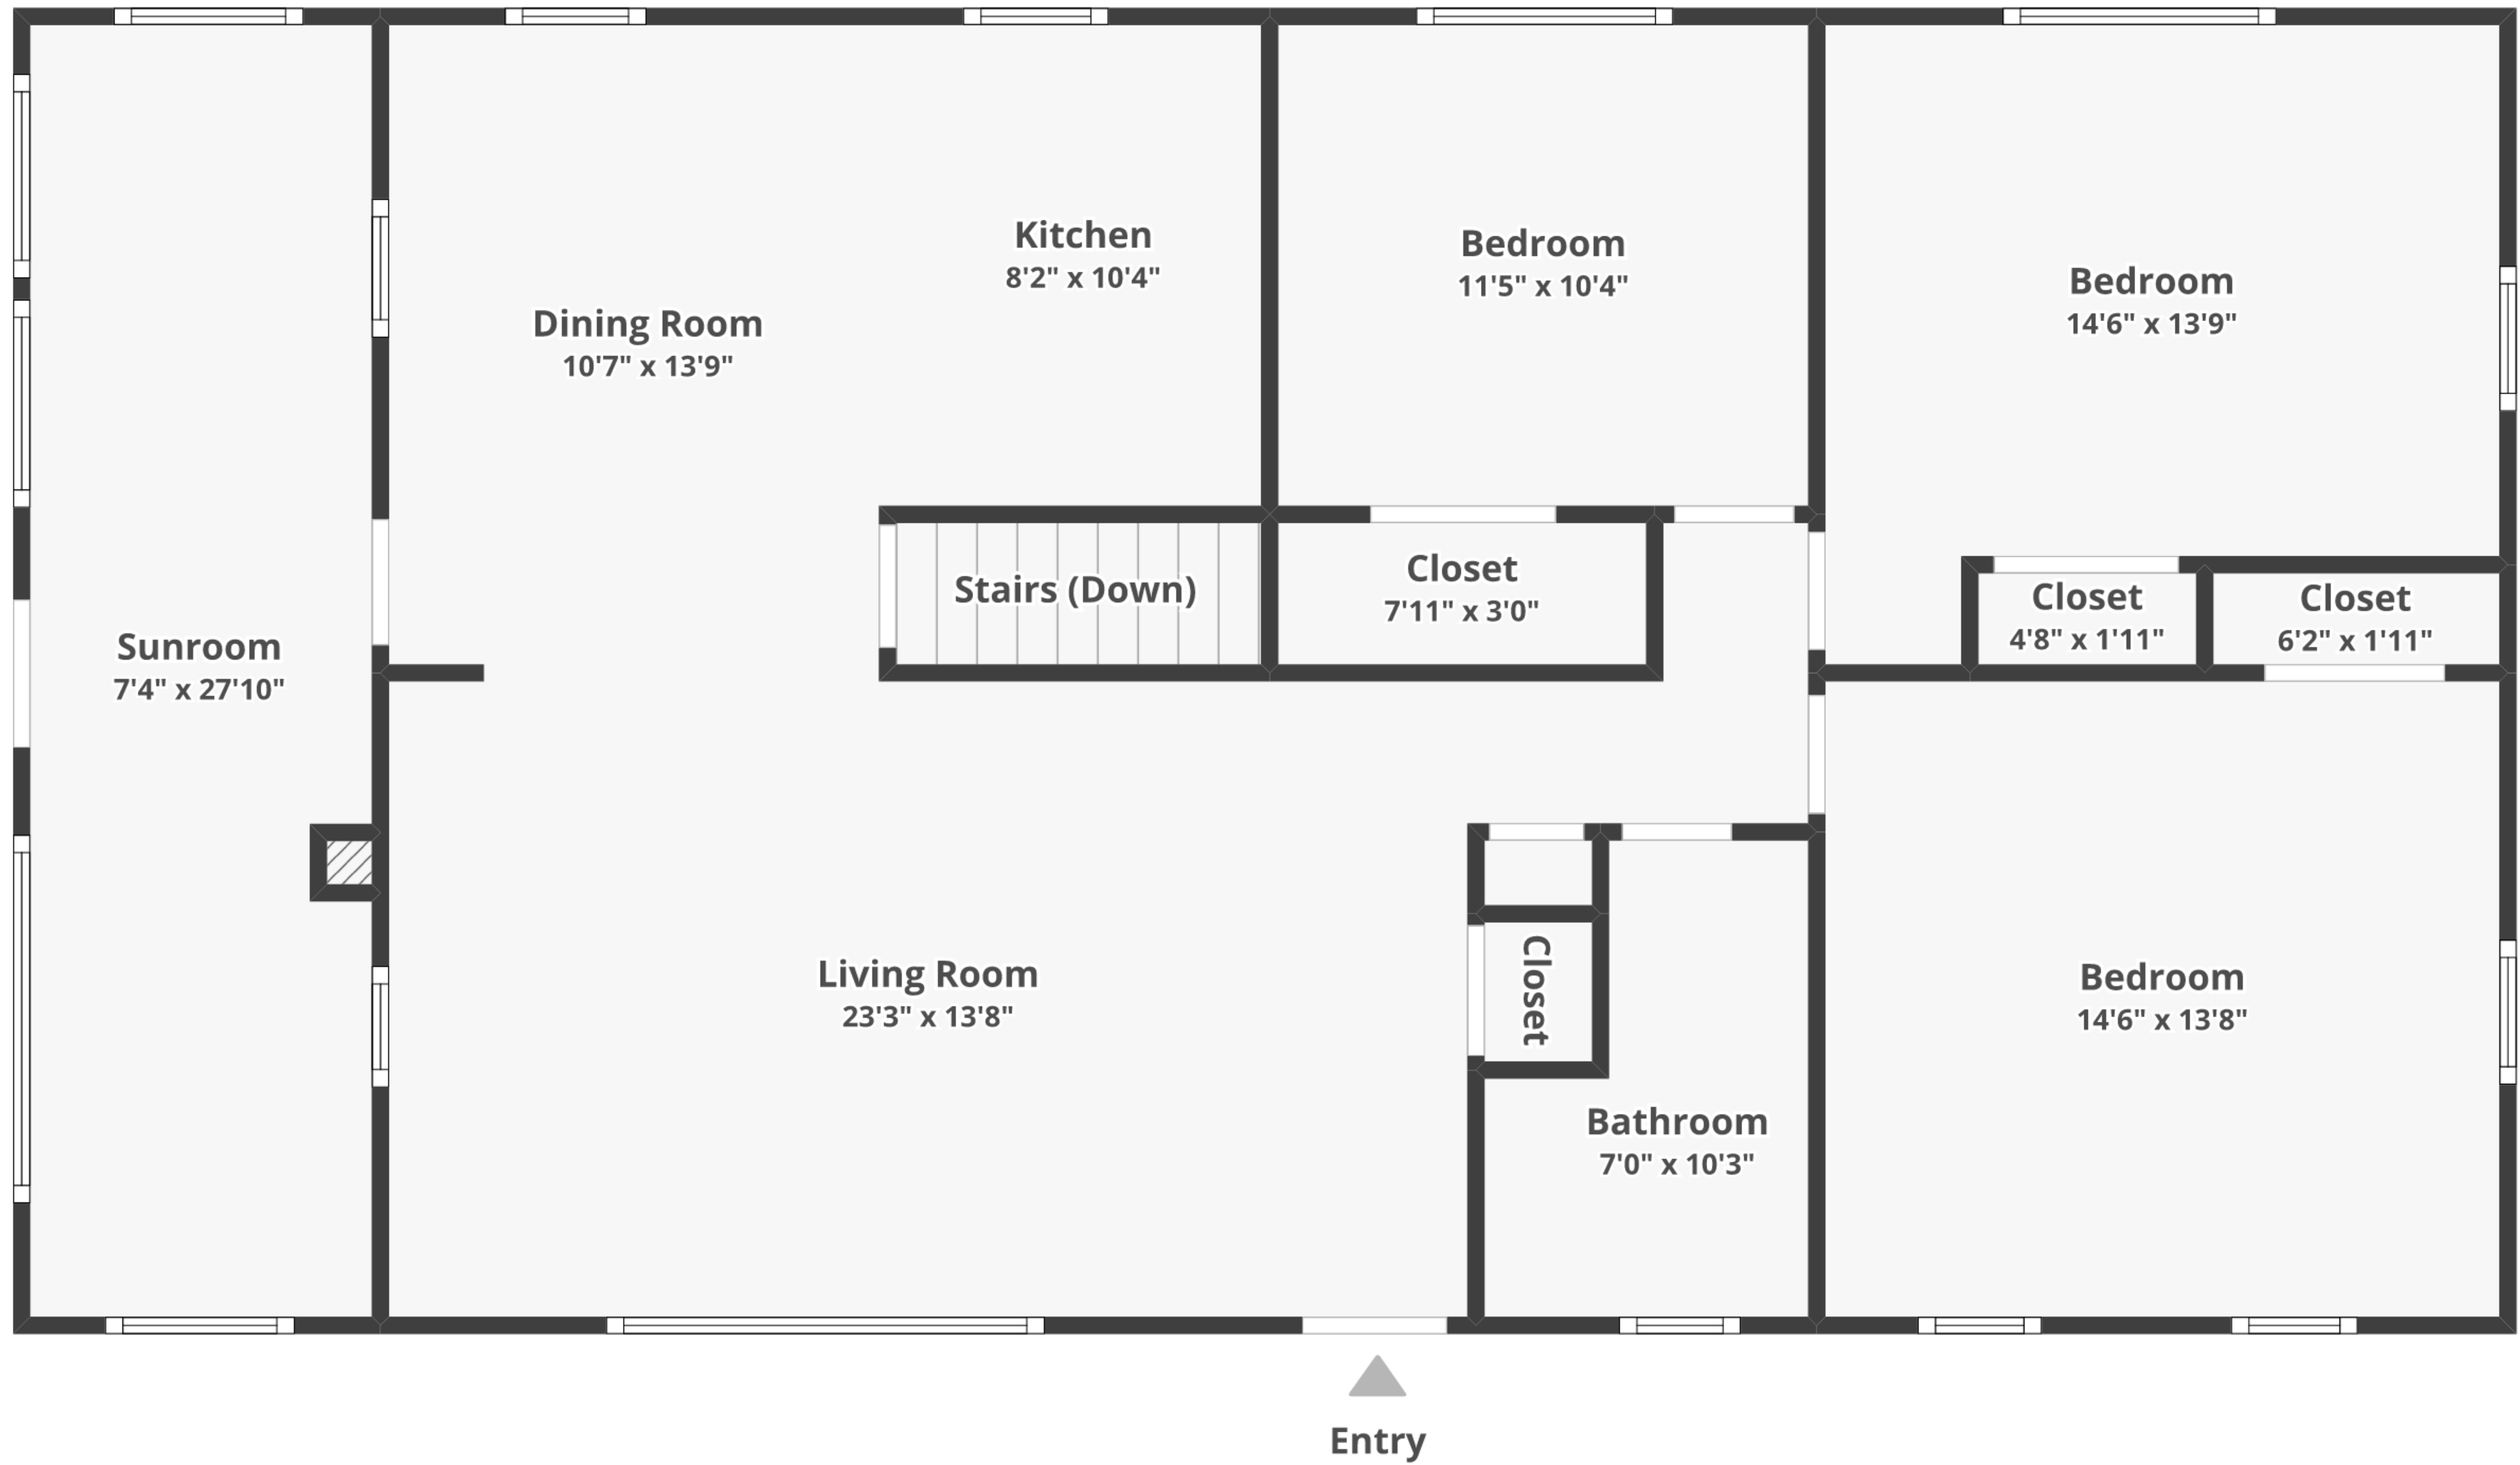 Kitchen
8'2" x 10'4"
Bedroom
11'5" x 10'4"
Bedroom
14'6" x 13'9"
Dining Room
10'7" x 13'9"
Stairs (Down)
Closet
7'11" x 3'0"
Closet
4'8" x 1'11"
Closet
6'2" x 1'11"
Sunroom
7'4" x 27'10"
Living Room
23'3" x 13'8"
Closet
Bedroom
14'6" x 13'8"
Bathroom
7'0" x 10'3"
Entry